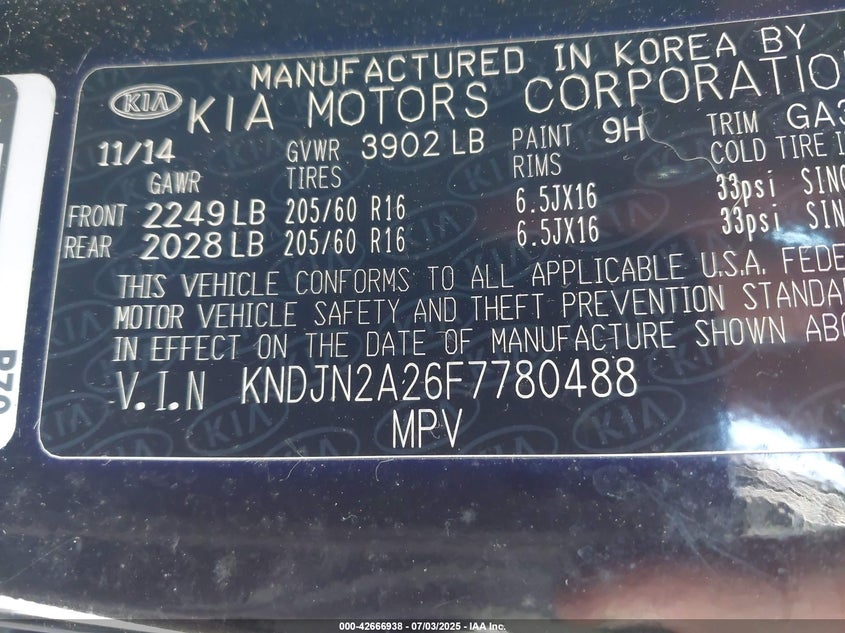 MANUFACTURED IN KOREA BY
KIA KIA MOTORS CORPORATIO
11/14 GVWR 3902 LB PAINT 9H TRIM GA3
GAWR TIRES RIMS COLD TIRE I
FRONT 2249 LB 205/60 R16 6.5JX16 33psi SING
REAR 2028 LB 205/60 R16 6.5JX16 33psi SIN
THIS VEHICLE CONFORMS TO ALL APPLICABLE U.S.A. FEDE
MOTOR VEHICLE SAFETY AND THEFT PREVENTION STANDA
IN EFFECT ON THE DATE OF MANUFACTURE SHOWN ABO
V.I.N KNDJN2A26F7780488
MPV
000-42666938 - 07/03/2025 - IAA Inc.